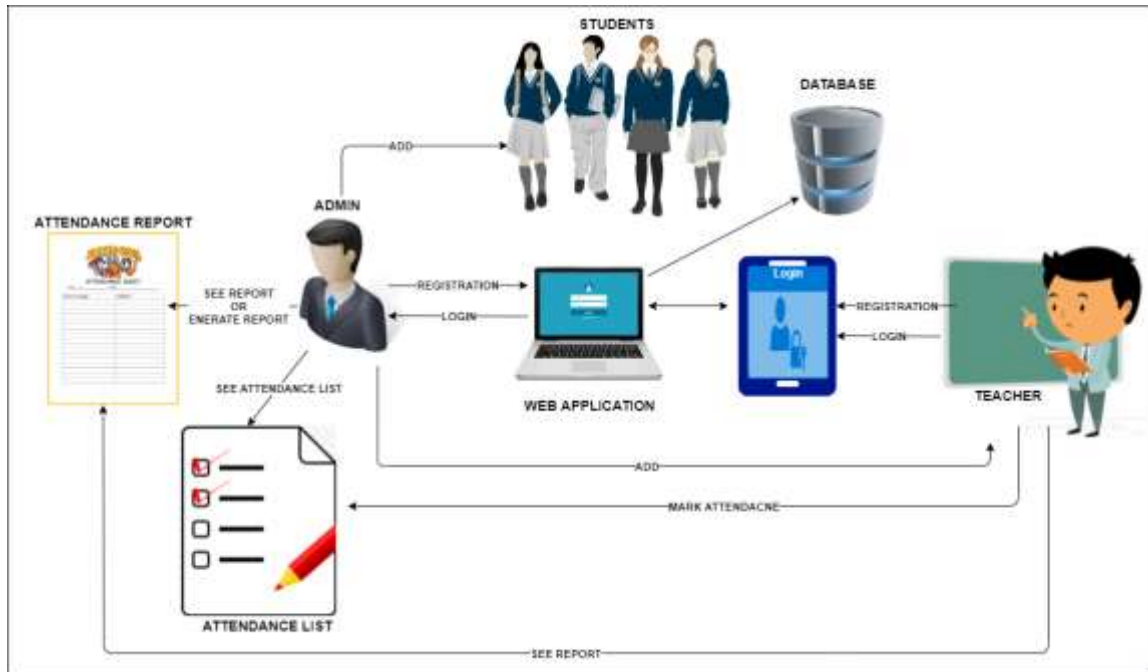 STUDENTS
DATABASE
ADD
ADMIN
ATTENDANCE REPORT
Login
SEE REPORT
OR
ENERATE REPORT
REGISTRATION
REGISTRATION
LOGIN
LOGIN
SEE ATTENDANCE LIST
WEB APPLICATION
TEACHER
ADD
MARK ATTENDACNE
ATTENDANCE LIST
SEE REPORT